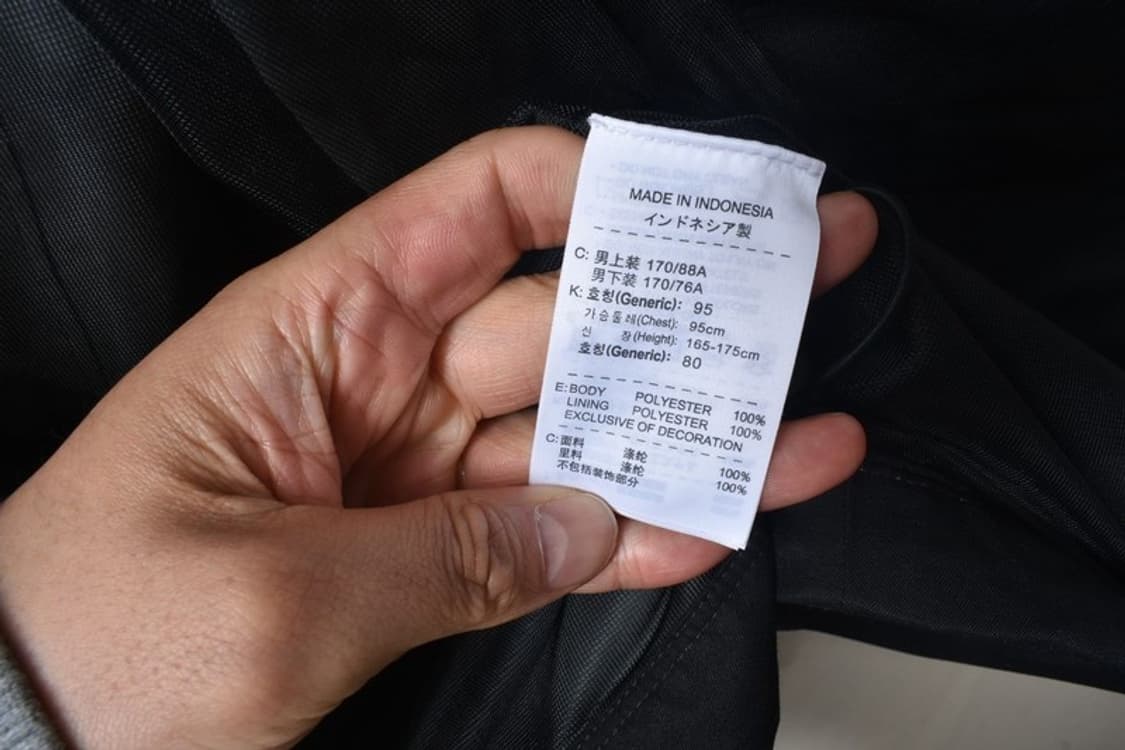 MADE IN INDONESIA
インドネシア製
C: 男上装 170/88A
男下装 170/76A
K: 호칭(Generic): 95
가슴둘레(Chest): 95cm
신 장(Height): 165-175cm
호칭(Generic): 80
E: BODY POLYESTER 100%
LINING POLYESTER 100%
EXCLUSIVE OF DECORATION
C: 面料 涤纶 100%
里料 涤纶 100%
不包括装饰部分